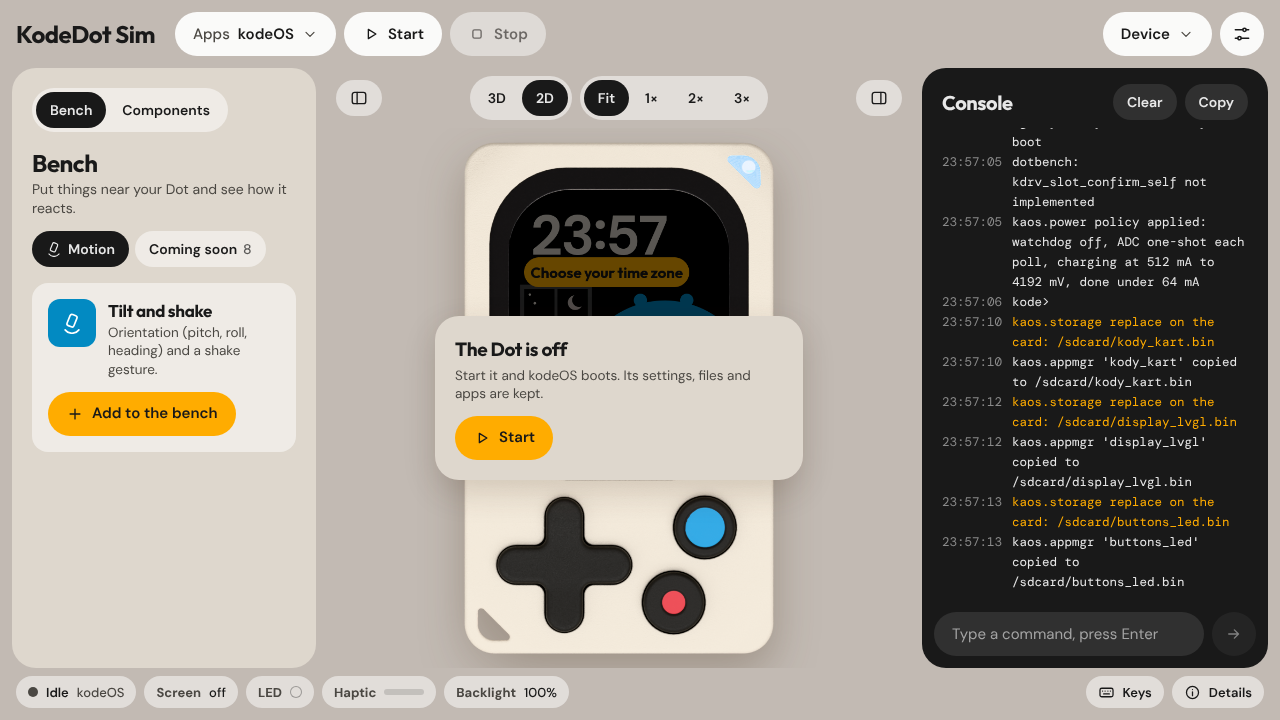 KodeDot Sim
Apps kodeOS
Start
Stop
Device
Bench
Components
Bench
Put things near your Dot and see how it
reacts.
Motion
Coming soon 8
Tilt and shake
Orientation (pitch, roll,
heading) and a shake
gesture.
Add to the bench
3D
2D
Fit
1×
2×
3×
23:57
Choose your time zone
The Dot is off
Start it and kodeOS boots. Its settings, files and
apps are kept.
Start
Console
Clear
Copy
boot
23:57:05 dotbench:
kdrv_slot_confirm_self not
implemented
23:57:05 kaos.power policy applied:
watchdog off, ADC one-shot each
poll, charging at 512 mA to
4192 mV, done under 64 mA
23:57:06 kode>
23:57:10 kaos.storage replace on the
card: /sdcard/kody_kart.bin
23:57:10 kaos.appmgr 'kody_kart' copied
to /sdcard/kody_kart.bin
23:57:12 kaos.storage replace on the
card: /sdcard/display_lvgl.bin
23:57:12 kaos.appmgr 'display_lvgl'
copied to
/sdcard/display_lvgl.bin
23:57:13 kaos.storage replace on the
card: /sdcard/buttons_led.bin
23:57:13 kaos.appmgr 'buttons_led'
copied to
/sdcard/buttons_led.bin
Type a command, press Enter
Idle kodeOS
Screen off
LED
Haptic
Backlight 100%
Keys
Details